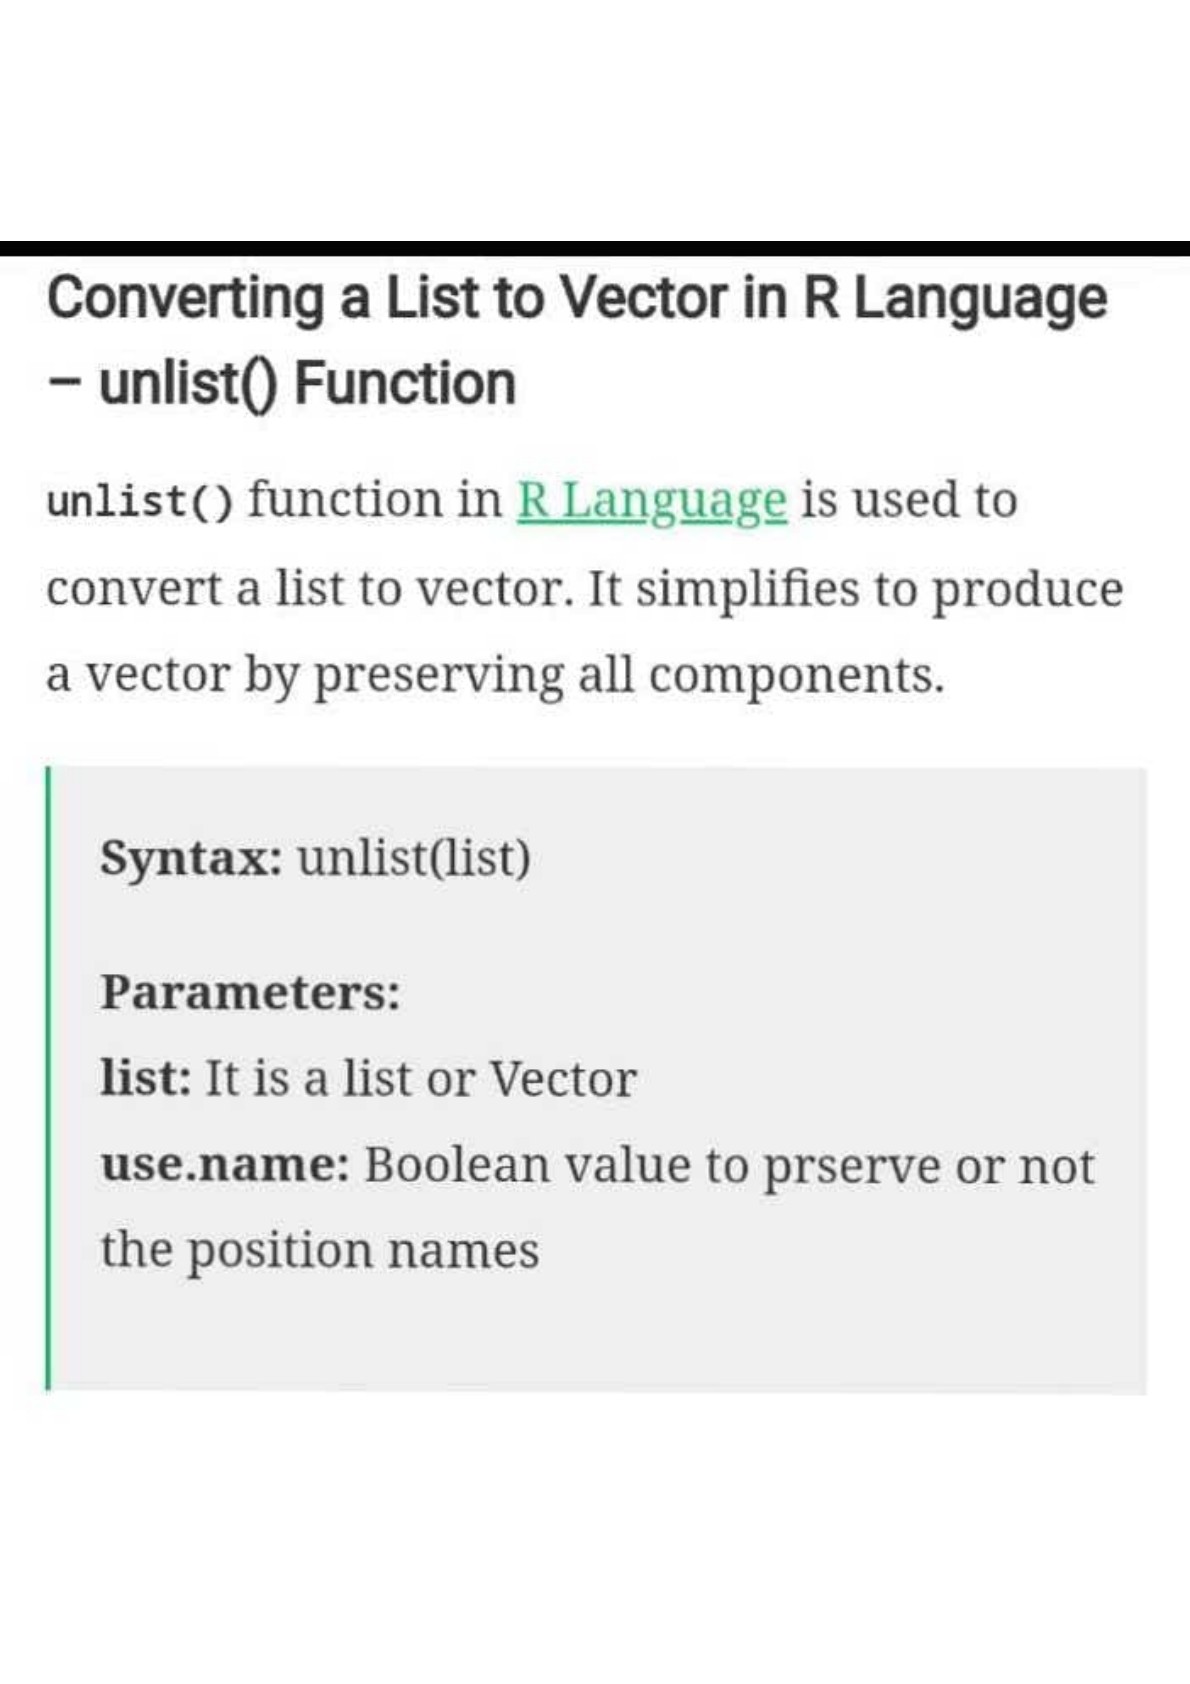 Converting a List to Vector in R Language
– unlist() Function
unlist() function in R Language is used to
convert a list to vector. It simplifies to produce
a vector by preserving all components.
Syntax: unlist(list)
Parameters:
list: It is a list or Vector
use.name: Boolean value to prserve or not
the position names